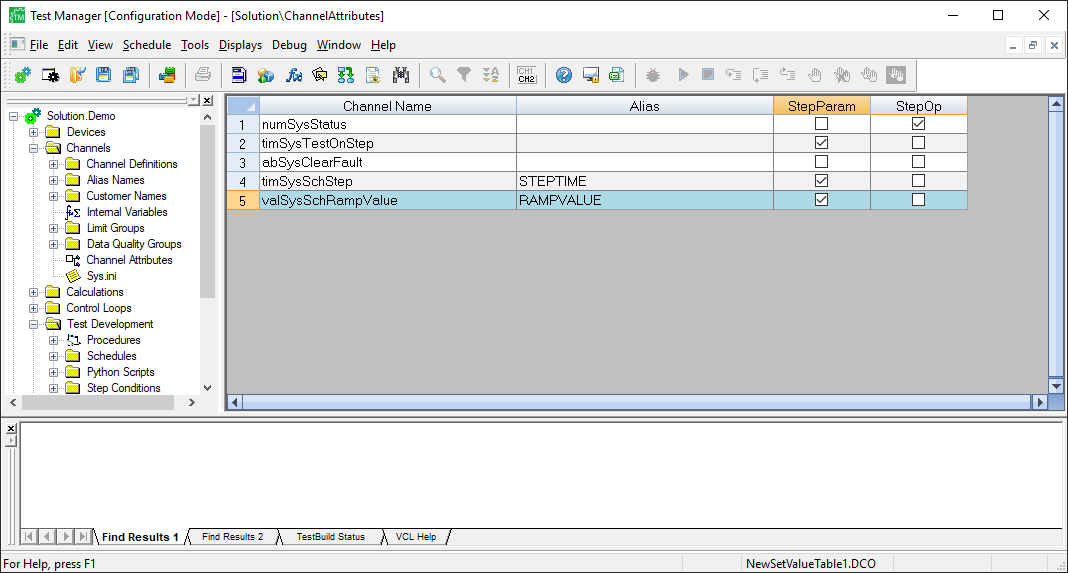 Test Manager [Configuration Mode] - [Solution\ChannelAttributes]
File Edit View Schedule Tools Displays Debug Window Help
CH1
CH2
Solution.Demo
Devices
Channels
Channel Definitions
Alias Names
Customer Names
Internal Variables
Limit Groups
Data Quality Groups
Channel Attributes
Sys.ini
Calculations
Control Loops
Test Development
Procedures
Schedules
Python Scripts
Step Conditions
Channel Name Alias StepParam StepOp
1 numSysStatus
2 timSysTestOnStep
3 abSysClearFault
4 timSysSchStep STEPTIME
5 valSysSchRampValue RAMPVALUE
Find Results 1 Find Results 2 TestBuild Status VCL Help
For Help, press F1 NewSetValueTable1.DCO